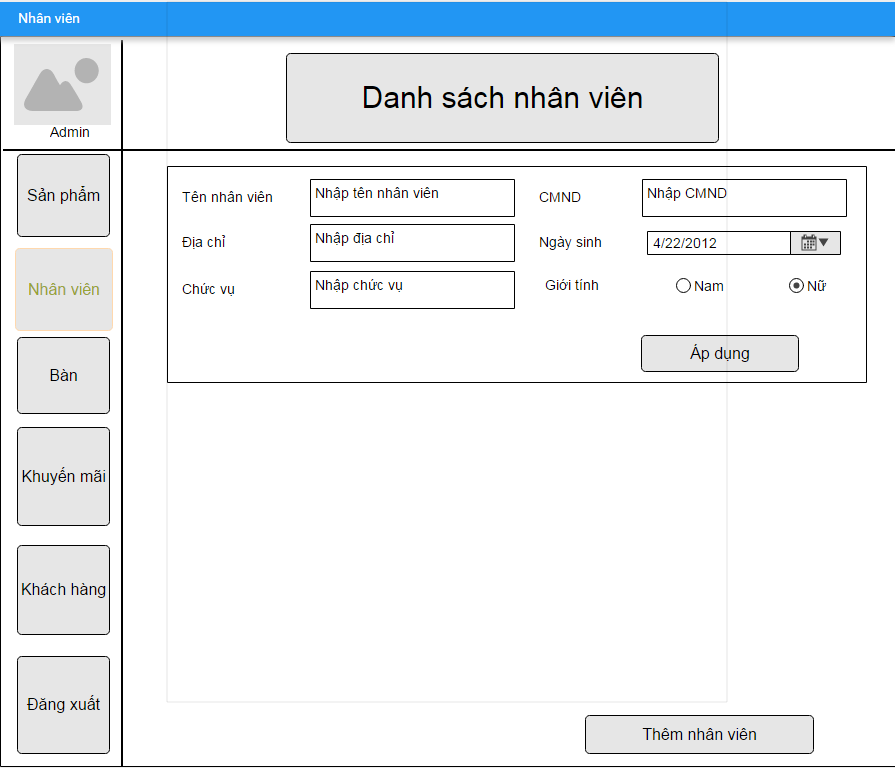 Nhân viên
Admin
Danh sách nhân viên
Sản phẩm
Nhân viên
Bàn
Khuyến mãi
Khách hàng
Đăng xuất
Tên nhân viên
Nhập tên nhân viên
CMND
Nhập CMND
Địa chỉ
Nhập địa chỉ
Ngày sinh
4/22/2012
Chức vụ
Nhập chức vụ
Giới tính
Nam
Nữ
Áp dụng
Thêm nhân viên